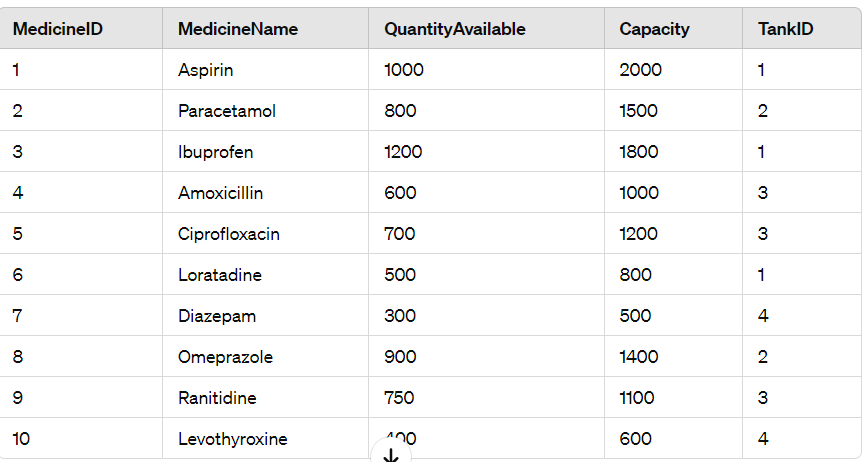 MedicineID MedicineName QuantityAvailable Capacity TankID
1 Aspirin 1000 2000 1
2 Paracetamol 800 1500 2
3 Ibuprofen 1200 1800 1
4 Amoxicillin 600 1000 3
5 Ciprofloxacin 700 1200 3
6 Loratadine 500 800 1
7 Diazepam 300 500 4
8 Omeprazole 900 1400 2
9 Ranitidine 750 1100 3
10 Levothyroxine 400 600 4